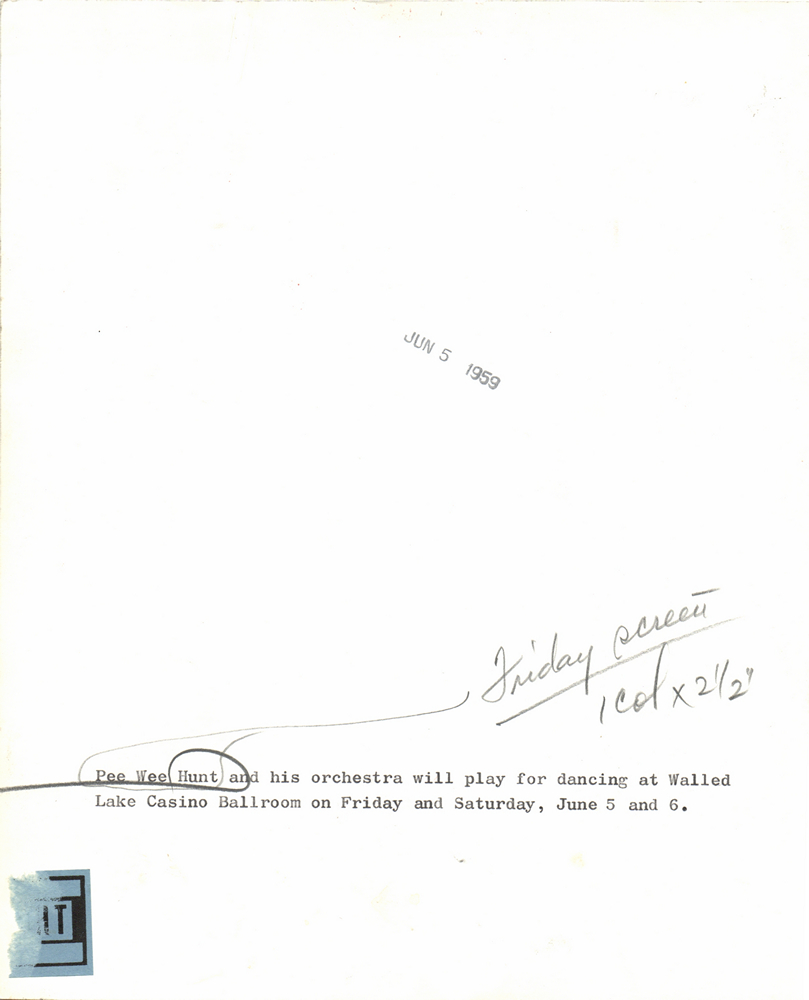 JUN 5 1959
Friday screen
1 col x 2 1/2"
Pee Wee Hunt and his orchestra will play for dancing at Walled
Lake Casino Ballroom on Friday and Saturday, June 5 and 6.